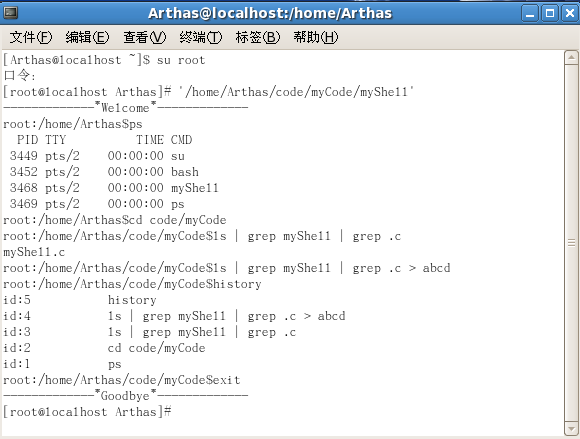 Arthas@localhost:/home/Arthas
文件(F) 编辑(E) 查看(V) 终端(T) 标签(B) 帮助(H)
[Arthas@localhost ~]$ su root
口令:
[root@localhost Arthas]# '/home/Arthas/code/myCode/myShell'
-------------*Welcome*-------------
root:/home/Arthas$ps
  PID TTY          TIME CMD
 3449 pts/2    00:00:00 su
 3452 pts/2    00:00:00 bash
 3468 pts/2    00:00:00 myShell
 3469 pts/2    00:00:00 ps
root:/home/Arthas$cd code/myCode
root:/home/Arthas/code/myCode$ls | grep myShell | grep .c
myShell.c
root:/home/Arthas/code/myCode$ls | grep myShell | grep .c > abcd
root:/home/Arthas/code/myCode$history
id:5           history
id:4           ls | grep myShell | grep .c > abcd
id:3           ls | grep myShell | grep .c
id:2           cd code/myCode
id:1           ps
root:/home/Arthas/code/myCode$exit
-------------*Goodbye*-------------
[root@localhost Arthas]#